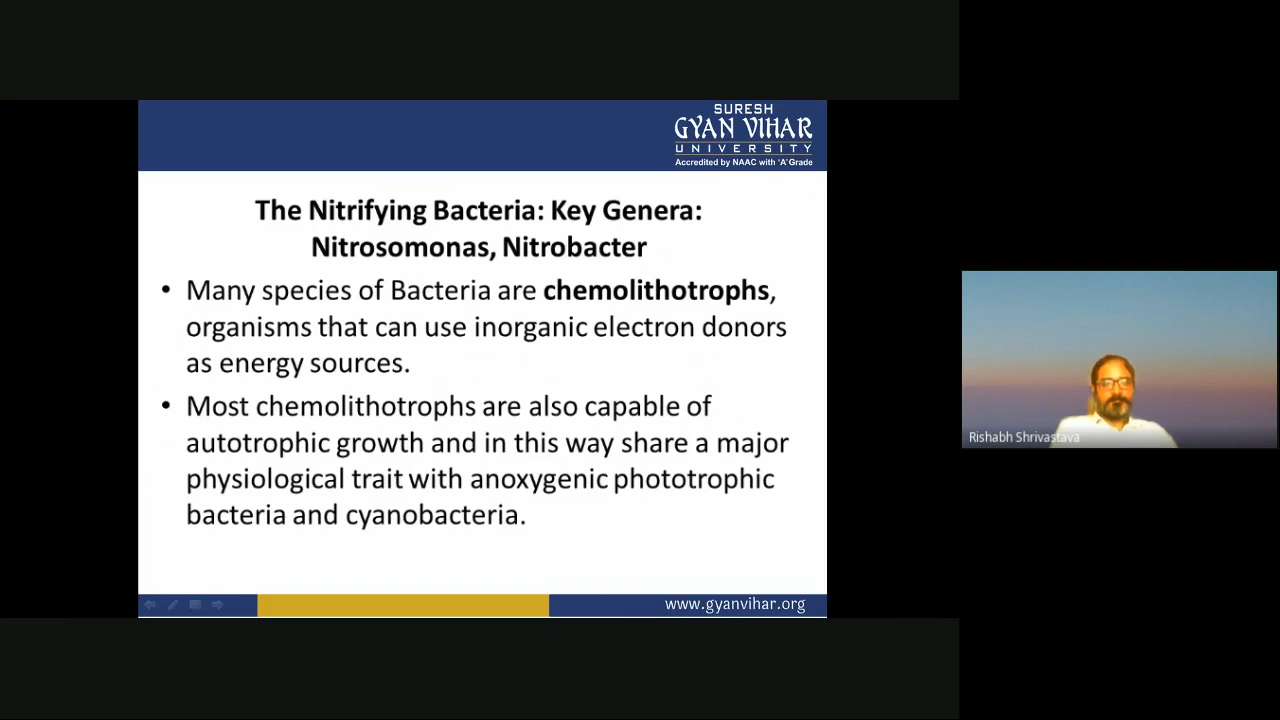 SURESH
GYAN VIHAR
UNIVERSITY
Accredited by NAAC with 'A' Grade
The Nitrifying Bacteria: Key Genera:
Nitrosomonas, Nitrobacter
• Many species of Bacteria are chemolithotrophs,
organisms that can use inorganic electron donors
as energy sources.
• Most chemolithotrophs are also capable of
autotrophic growth and in this way share a major
physiological trait with anoxygenic phototrophic
bacteria and cyanobacteria.
www.gyanvihar.org
Rishabh Shrivastava